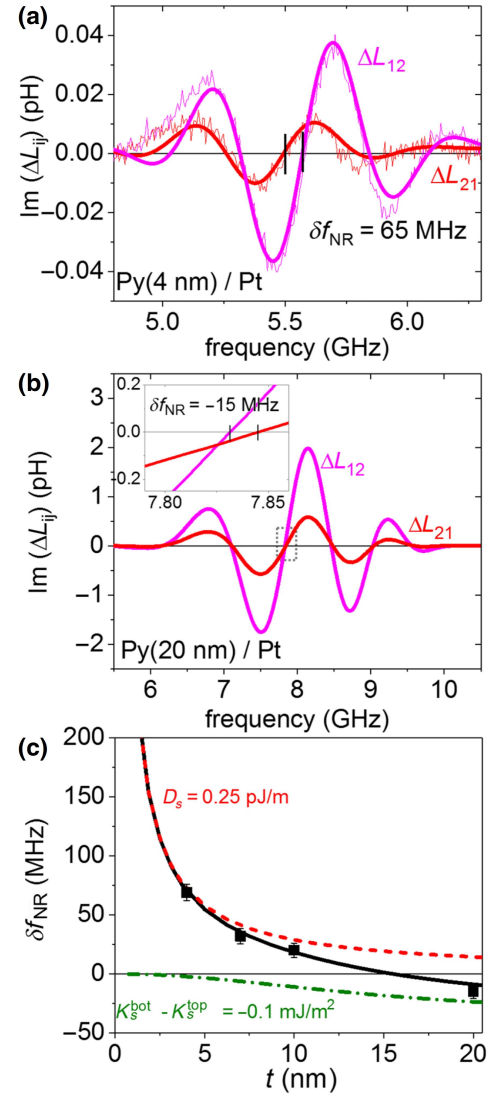 (a)
0.04
0.02
0.00
−0.02
−0.04
Im (ΔL_ij) (pH)
ΔL_12
ΔL_21
δf_NR = 65 MHz
Py(4 nm) / Pt
5.0 5.5 6.0
frequency (GHz)
(b)
3
2
1
0
−1
−2
Im (ΔL_ij) (pH)
0.2
0.0
−0.2
δf_NR = −15 MHz
7.80 7.85
ΔL_12
ΔL_21
Py(20 nm) / Pt
6 7 8 9 10
frequency (GHz)
(c)
200
150
100
50
0
−50
δf_NR (MHz)
D_s = 0.25 pJ/m
K_s^bot - K_s^top = −0.1 mJ/m²
0 5 10 15 20
t (nm)